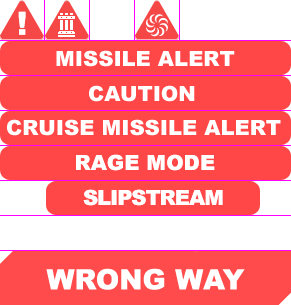 MISSILE ALERT
CAUTION
CRUISE MISSILE ALERT
RAGE MODE
SLIPSTREAM
WRONG WAY